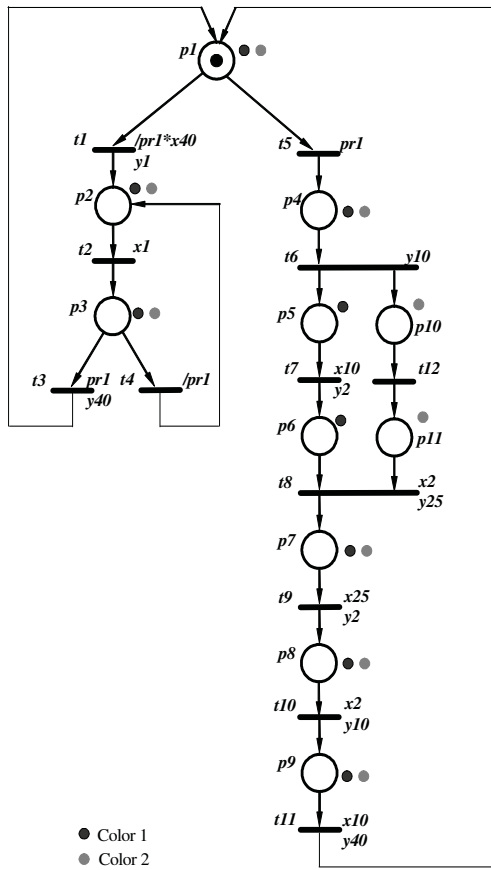 p1
t1 /pr1*x40
y1
t5 pr1
p2
p4
t2 x1
t6 y10
p3
p5
p10
t3 pr1
y40
t4 /pr1
t7 x10
y2
t12
p6
p11
t8 x2
y25
p7
t9 x25
y2
p8
t10 x2
y10
p9
t11 x10
y40
Color 1
Color 2